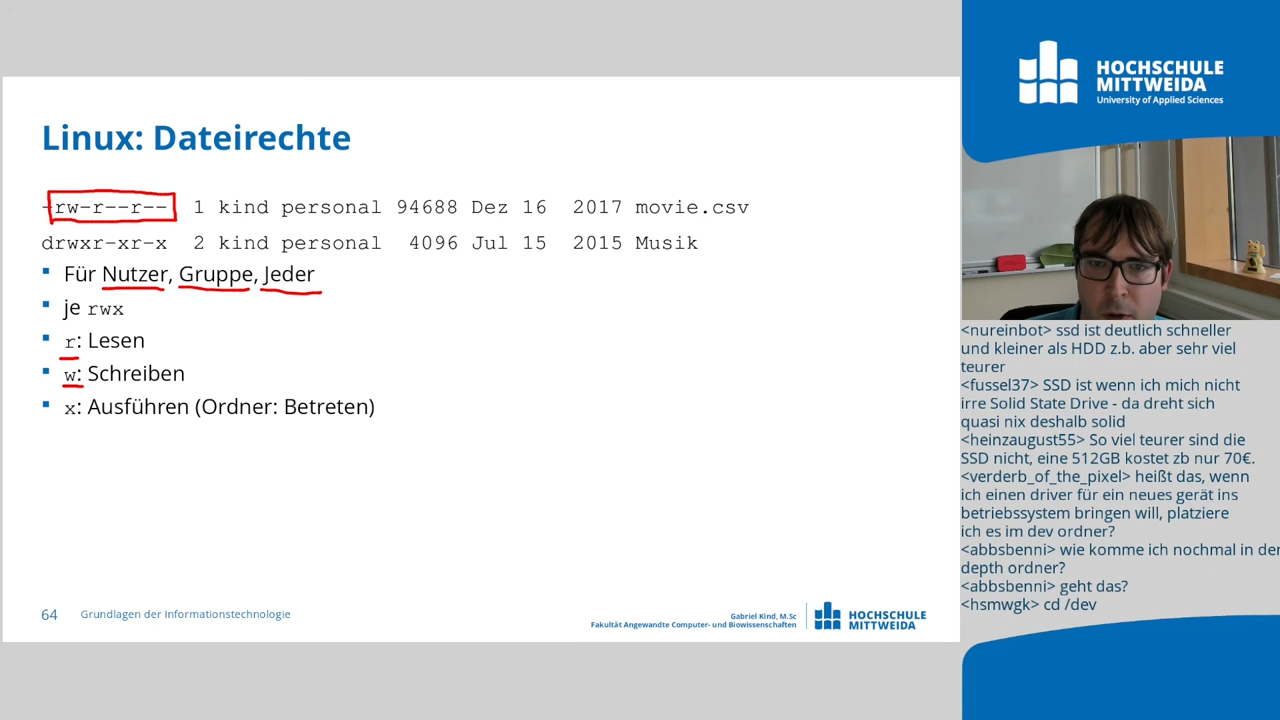 Linux: Dateirechte
-rw-r--r-- 1 kind personal 94688 Dez 16 2017 movie.csv
drwxr-xr-x 2 kind personal 4096 Jul 15 2015 Musik
Für Nutzer, Gruppe, Jeder
je rwx
r: Lesen
w: Schreiben
x: Ausführen (Ordner: Betreten)
64 Grundlagen der Informationstechnologie
Gabriel Kind, M.Sc
Fakultät Angewandte Computer- und Biowissenschaften
HOCHSCHULE
MITTWEIDA
HOCHSCHULE
MITTWEIDA
University of Applied Sciences
<nureinbot> ssd ist deutlich schneller
und kleiner als HDD z.b. aber sehr viel
teurer
<fussel37> SSD ist wenn ich mich nicht
irre Solid State Drive - da dreht sich
quasi nix deshalb solid
<heinzaugust55> So viel teurer sind die
SSD nicht, eine 512GB kostet zb nur 70€.
<verderb_of_the_pixel> heißt das, wenn
ich einen driver für ein neues gerät ins
betriebssystem bringen will, platziere
ich es im dev ordner?
<abbsbenni> wie komme ich nochmal in der
depth ordner?
<abbsbenni> geht das?
<hsmwgk> cd /dev